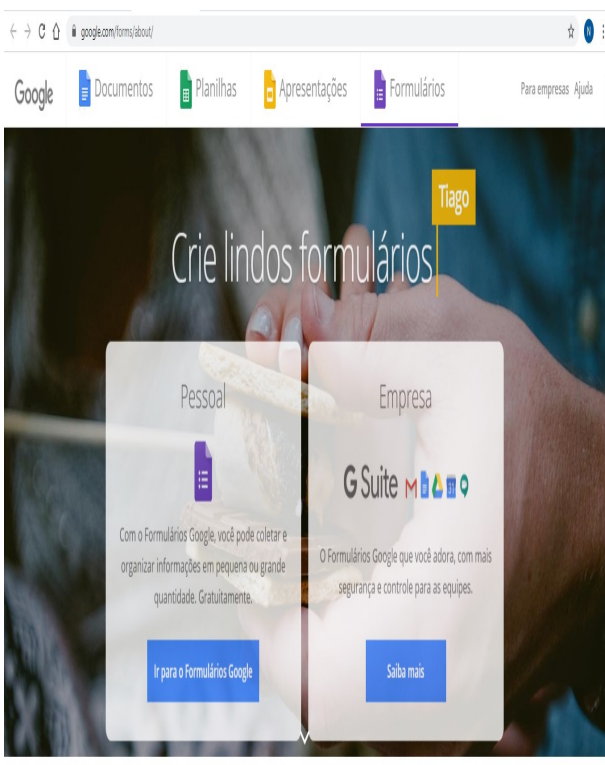 google.com/forms/about/
N
Google Documentos Planilhas Apresentações Formulários Para empresas Ajuda
Tiago
Crie lindos formulários
Pessoal
Com o Formulários Google, você pode coletar e
organizar informações em pequena ou grande
quantidade. Gratuitamente.
Ir para o Formulários Google
Empresa
G Suite
O Formulários Google que você adora, com mais
segurança e controle para as equipes.
Saiba mais